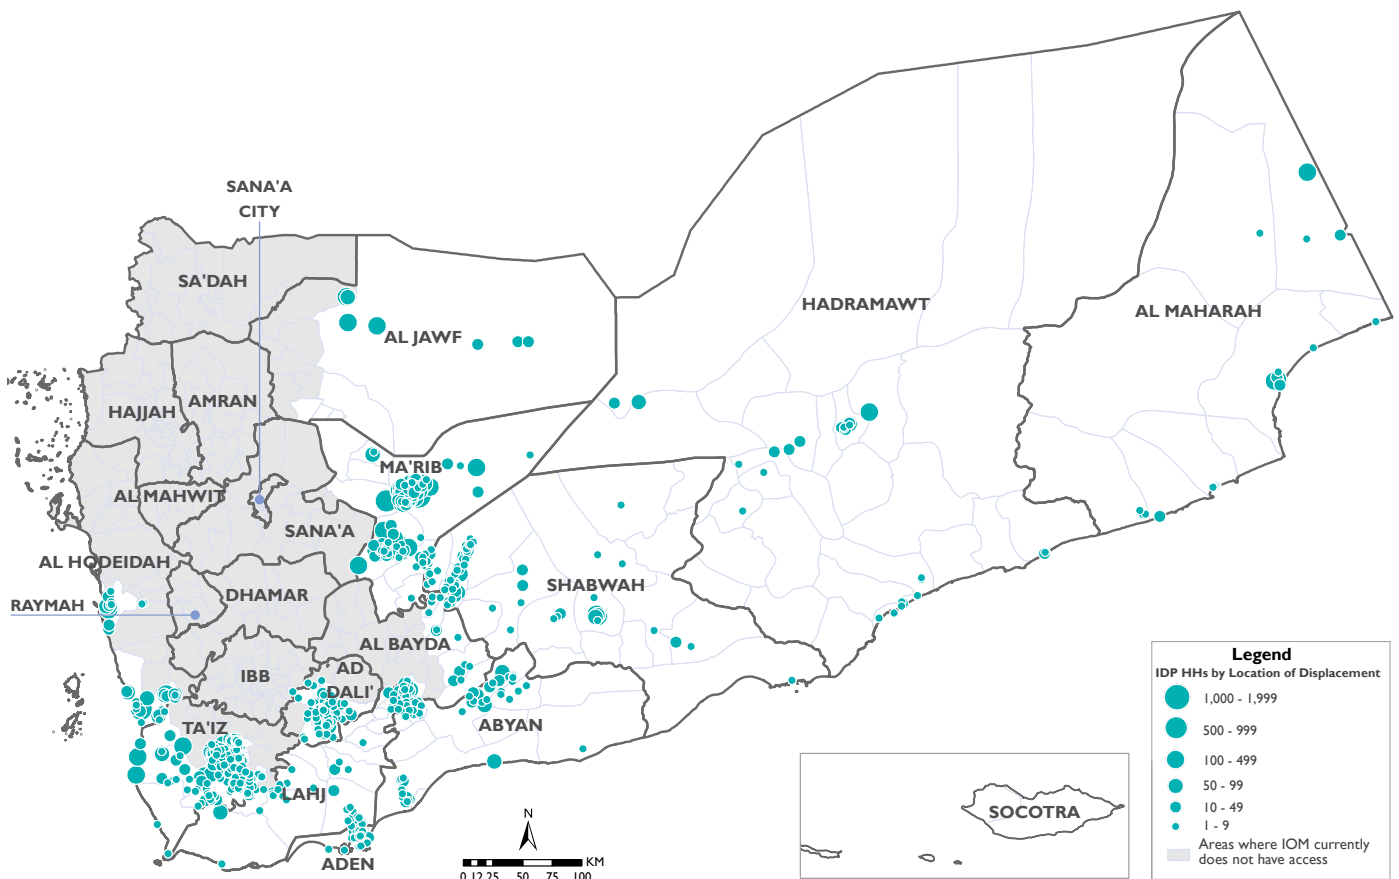 SANA'A
CITY
SA'DAH
HADRAMAWT
AL MAHARAH
AL JAWF
HAJJAH
AMRAN
MA'RIB
AL MAHWIT
SANA'A
AL HODEIDAH
SHABWAH
DHAMAR
RAYMAH
AL BAYDA
IBB
AD
DALI'
ABYAN
TA'IZ
LAHJ
ADEN
SOCOTRA
N
KM
0 12.25 50 75 100
Legend
IDP HHs by Location of Displacement
1,000 - 1,999
500 - 999
100 - 499
50 - 99
10 - 49
1 - 9
Areas where IOM currently
does not have access